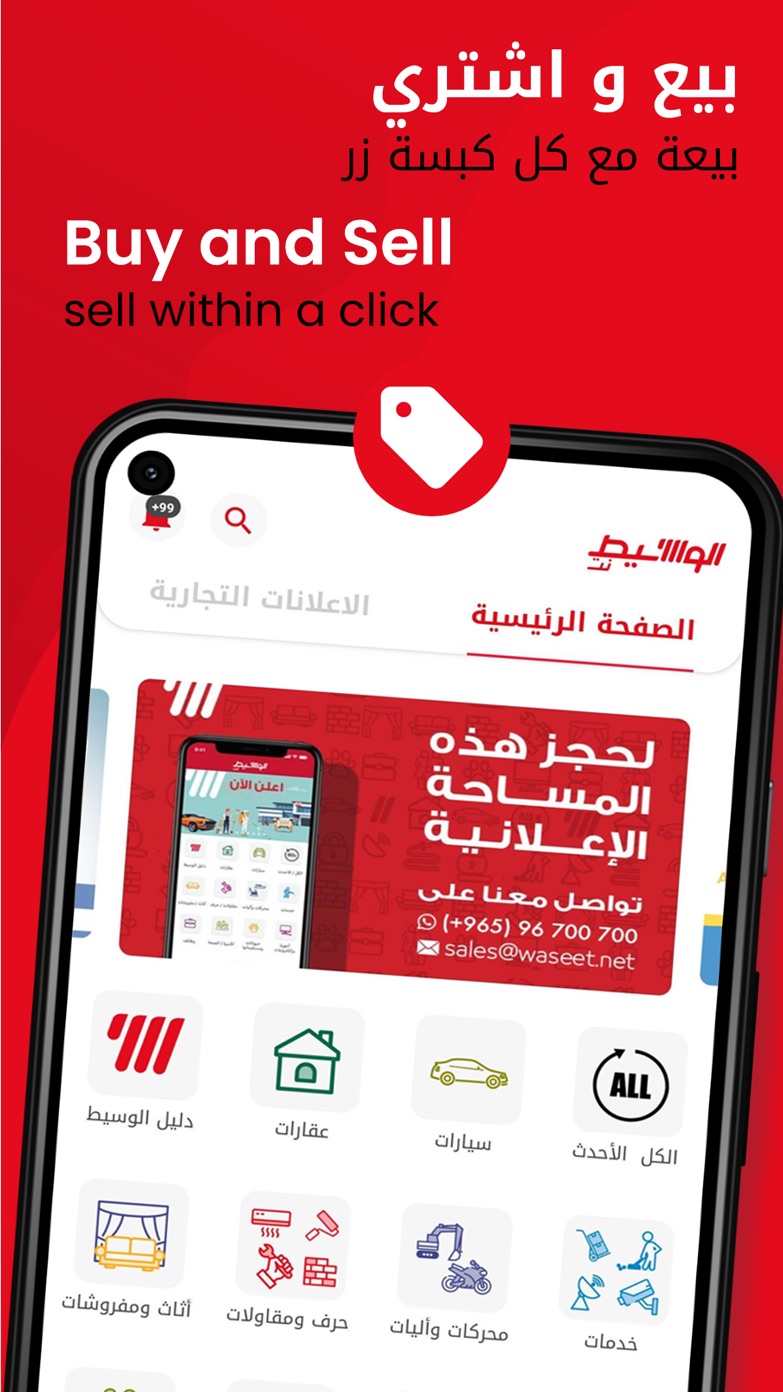 بيع و اشتري
بيعة مع كل كبسة زر
Buy and Sell
sell within a click
+99
الوسيط
نت
الصفحة الرئيسية
الاعلانات التجارية
لحجز هذه
المساحة
الإعلانية
تواصل معنا على
(+965) 96 700 700
sales@waseet.net
اعلن الآن
ALL
الكل الأحدث
سيارات
عقارات
دليل الوسيط
خدمات
محركات وأليات
حرف ومقاولات
أثاث ومفروشات